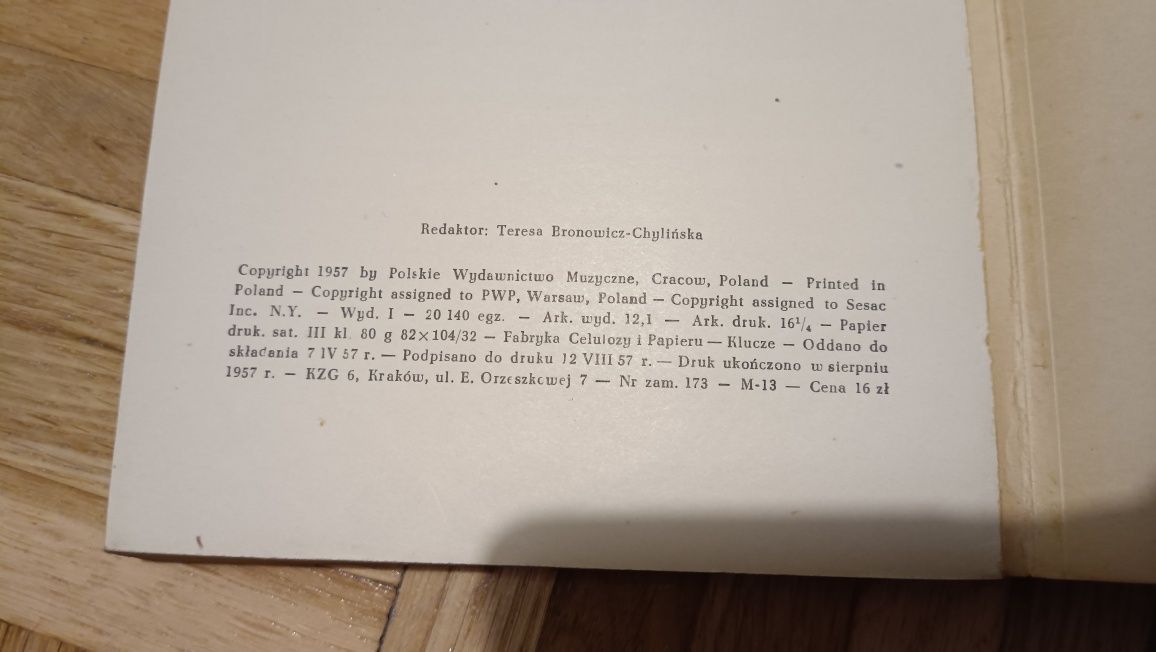 Redaktor: Teresa Bronowicz-Chylińska
Copyright 1957 by Polskie Wydawnictwo Muzyczne, Cracow, Poland — Printed in
Poland — Copyright assigned to PWP, Warsaw, Poland — Copyright assigned to Sesac
Inc. N.Y. — Wyd. I — 20 140 egz. — Ark. wyd. 12,1 — Ark. druk. 16¹/₄ — Papier
druk. sat. III kl. 80 g 82×104/32 — Fabryka Celulozy i Papieru — Klucze — Oddano do
składania 7 IV 57 r. — Podpisano do druku 12 VIII 57 r. — Druk ukończono w sierpniu
1957 r. — KZG 6, Kraków, ul. E. Orzeszkowej 7 — Nr zam. 173 — M-13 — Cena 16 zł